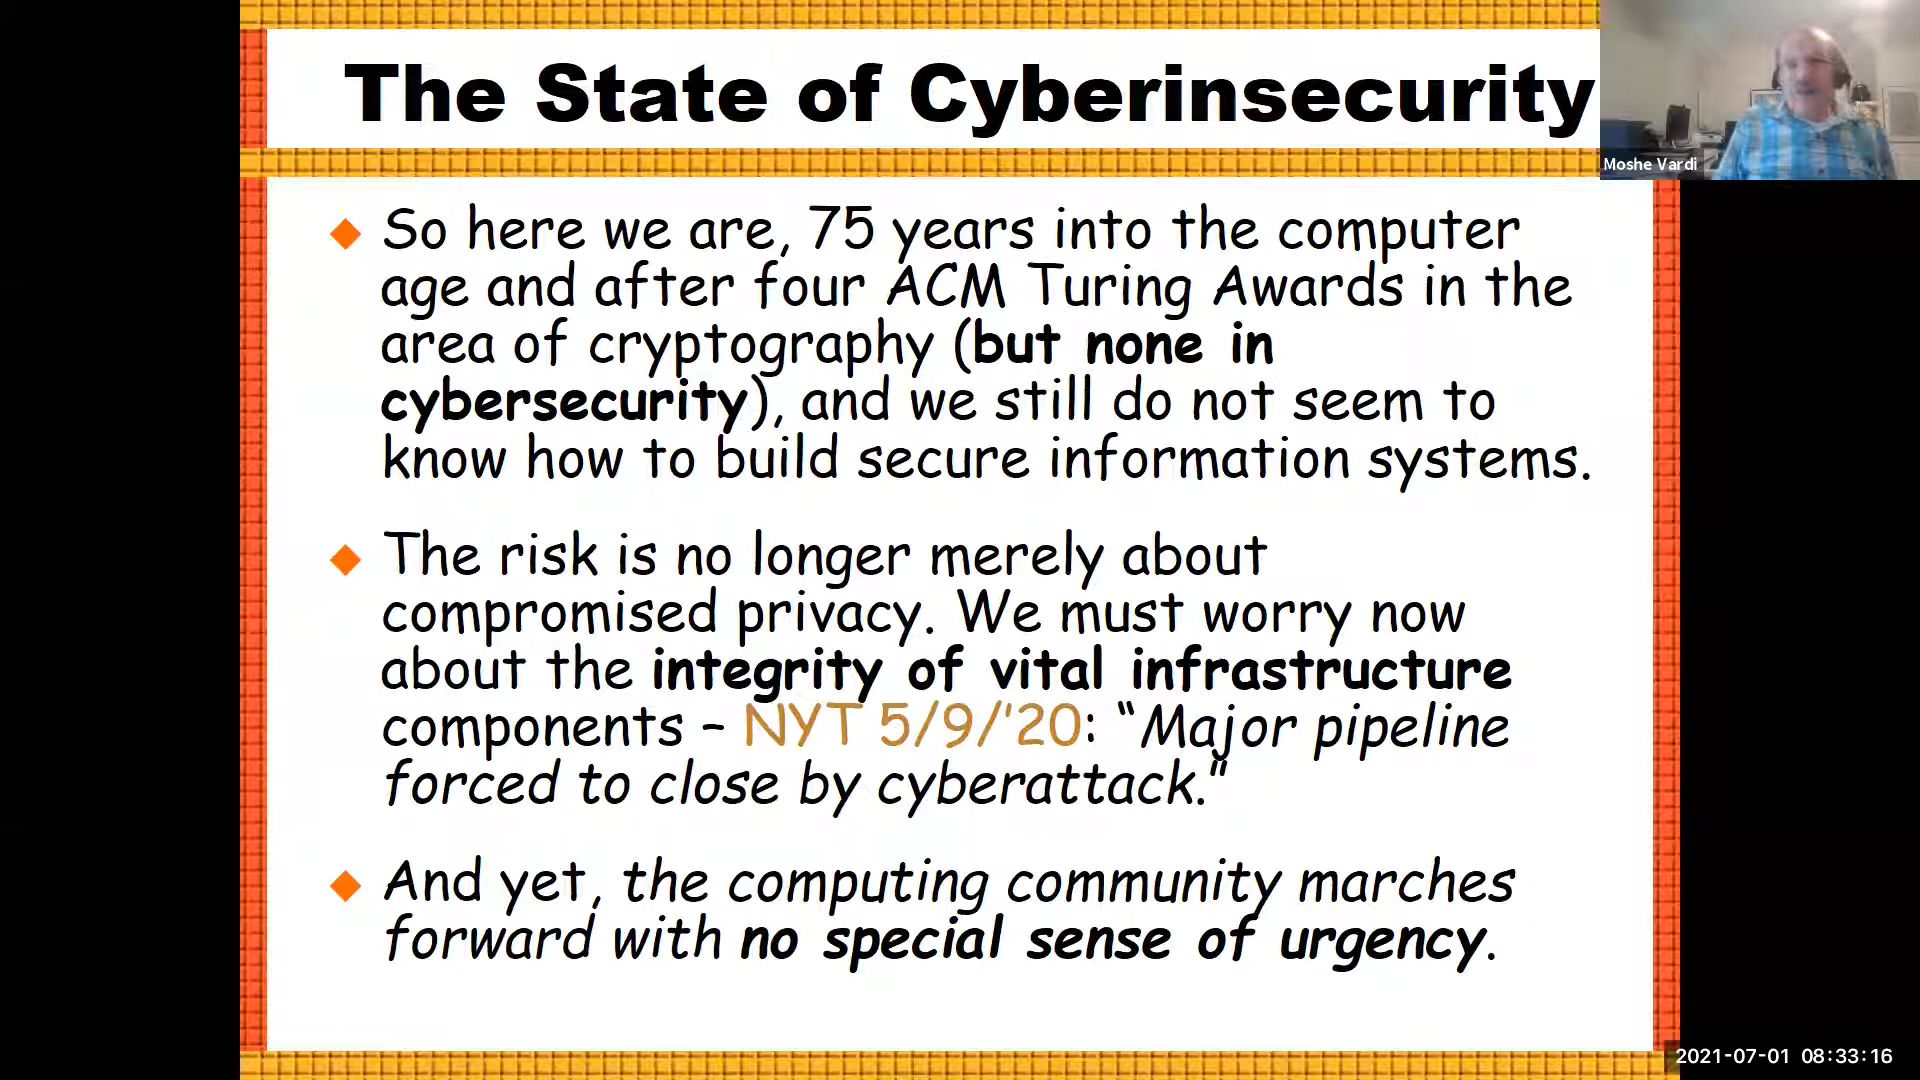 The State of Cyberinsecurity
Moshe Vardi
So here we are, 75 years into the computer
age and after four ACM Turing Awards in the
area of cryptography (but none in
cybersecurity), and we still do not seem to
know how to build secure information systems.
The risk is no longer merely about
compromised privacy. We must worry now
about the integrity of vital infrastructure
components – NYT 5/9/'20: “Major pipeline
forced to close by cyberattack.”
And yet, the computing community marches
forward with no special sense of urgency.
2021-07-01 08:33:16